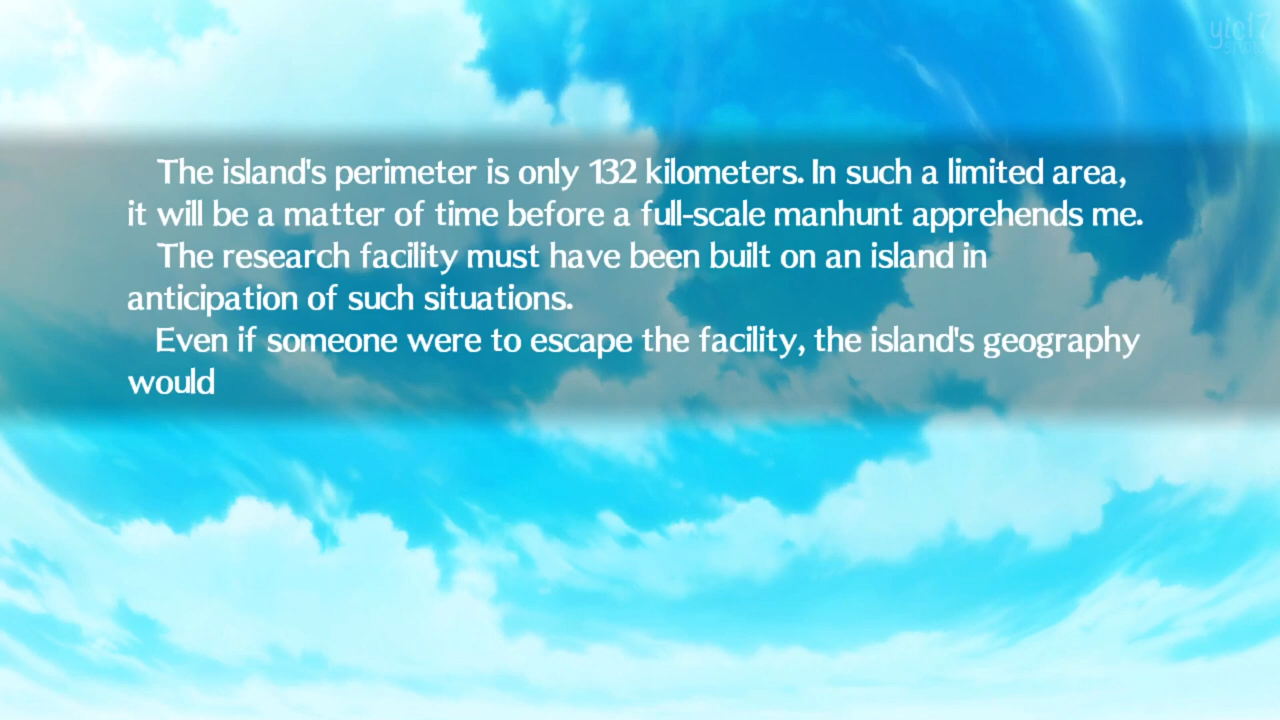 The island's perimeter is only 132 kilometers. In such a limited area,
it will be a matter of time before a full-scale manhunt apprehends me.
The research facility must have been built on an island in
anticipation of such situations.
Even if someone were to escape the facility, the island's geography
would